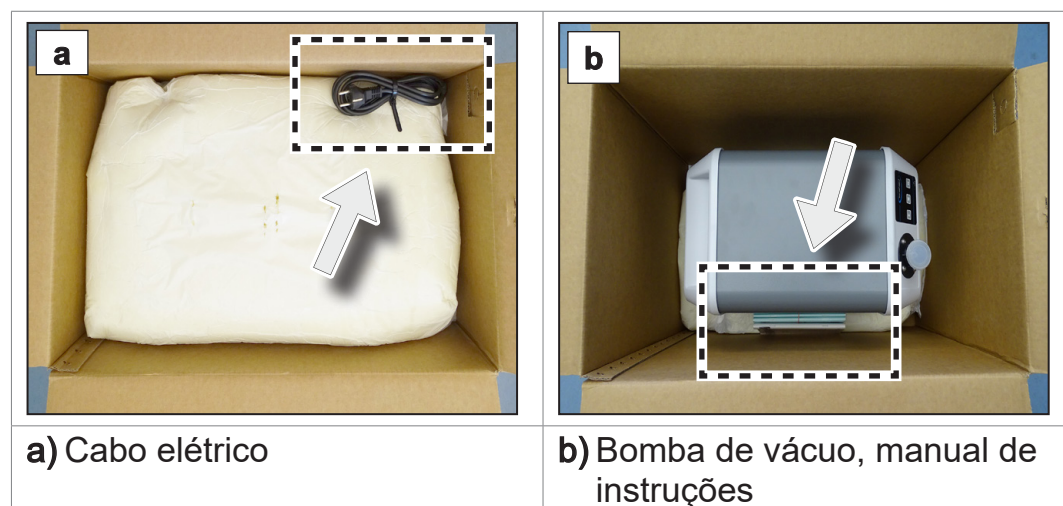 a
b
a) Cabo elétrico
b) Bomba de vácuo, manual de
instruções